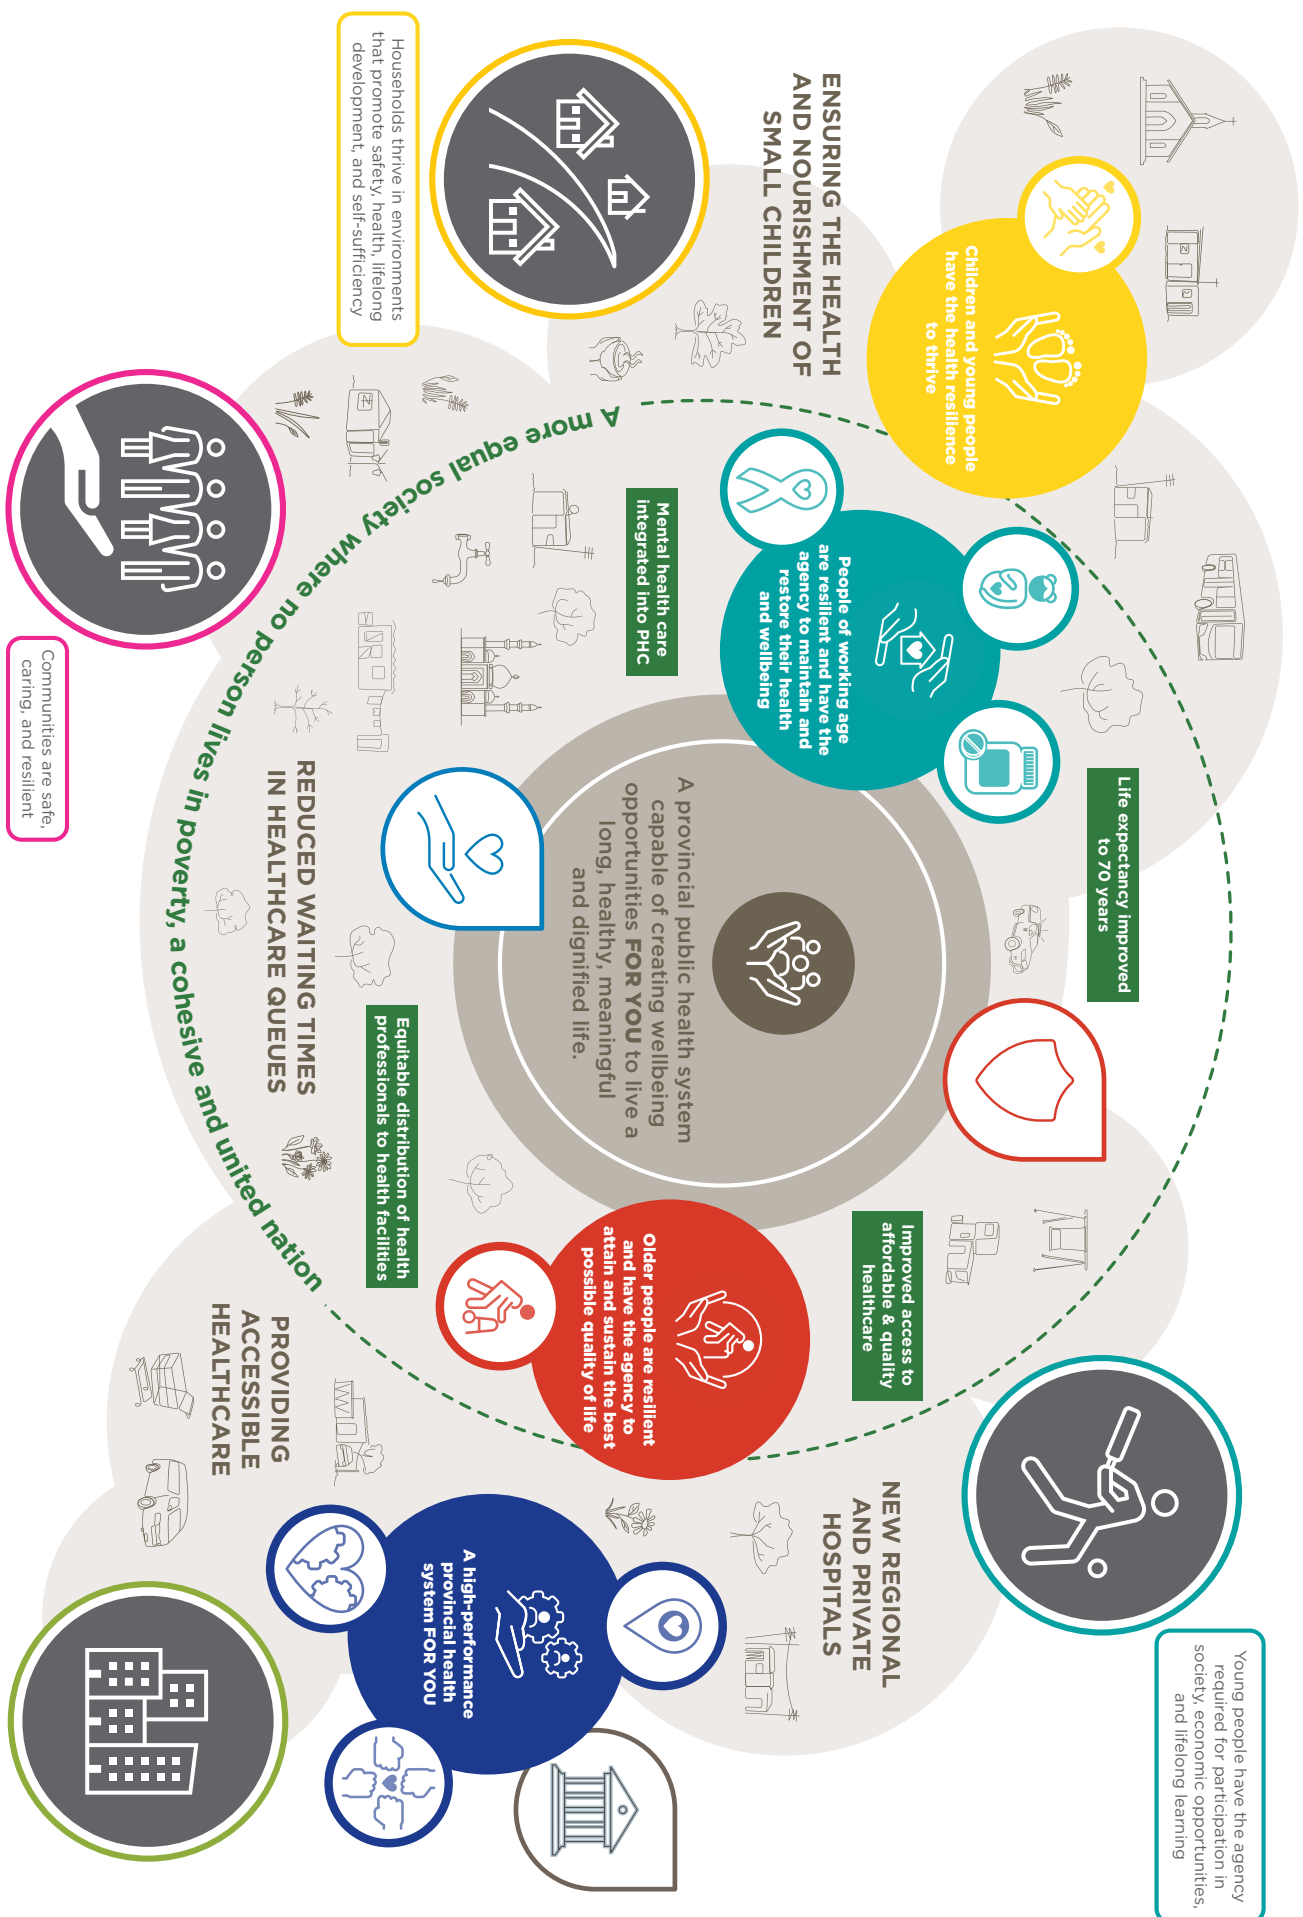 Households thrive in environments
that promote safety, health, lifelong
development, and self-sufficiency
ENSURING THE HEALTH
AND NOURISHMENT OF
SMALL CHILDREN
Children and young people
have the health resilience
to thrive
Communities are safe,
caring, and resilient
A more equal society where no person lives in poverty, a cohesive and united nation
Mental health care
integrated into PHC
People of working age
are resilient and have the
agency to maintain and
restore their health
and wellbeing
Life expectancy improved
to 70 years
REDUCED WAITING TIMES
IN HEALTHCARE QUEUES
A provincial public health system
capable of creating wellbeing
opportunities FOR YOU to live a
long, healthy, meaningful
and dignified life.
Equitable distribution of health
professionals to health facilities
Improved access to
affordable & quality
healthcare
Older people are resilient
and have the agency to
attain and sustain the best
possible quality of life
PROVIDING
ACCESSIBLE
HEALTHCARE
NEW REGIONAL
AND PRIVATE
HOSPITALS
A high-performance
provincial health
system FOR YOU
Young people have the agency
required for participation in
society, economic opportunities,
and lifelong learning